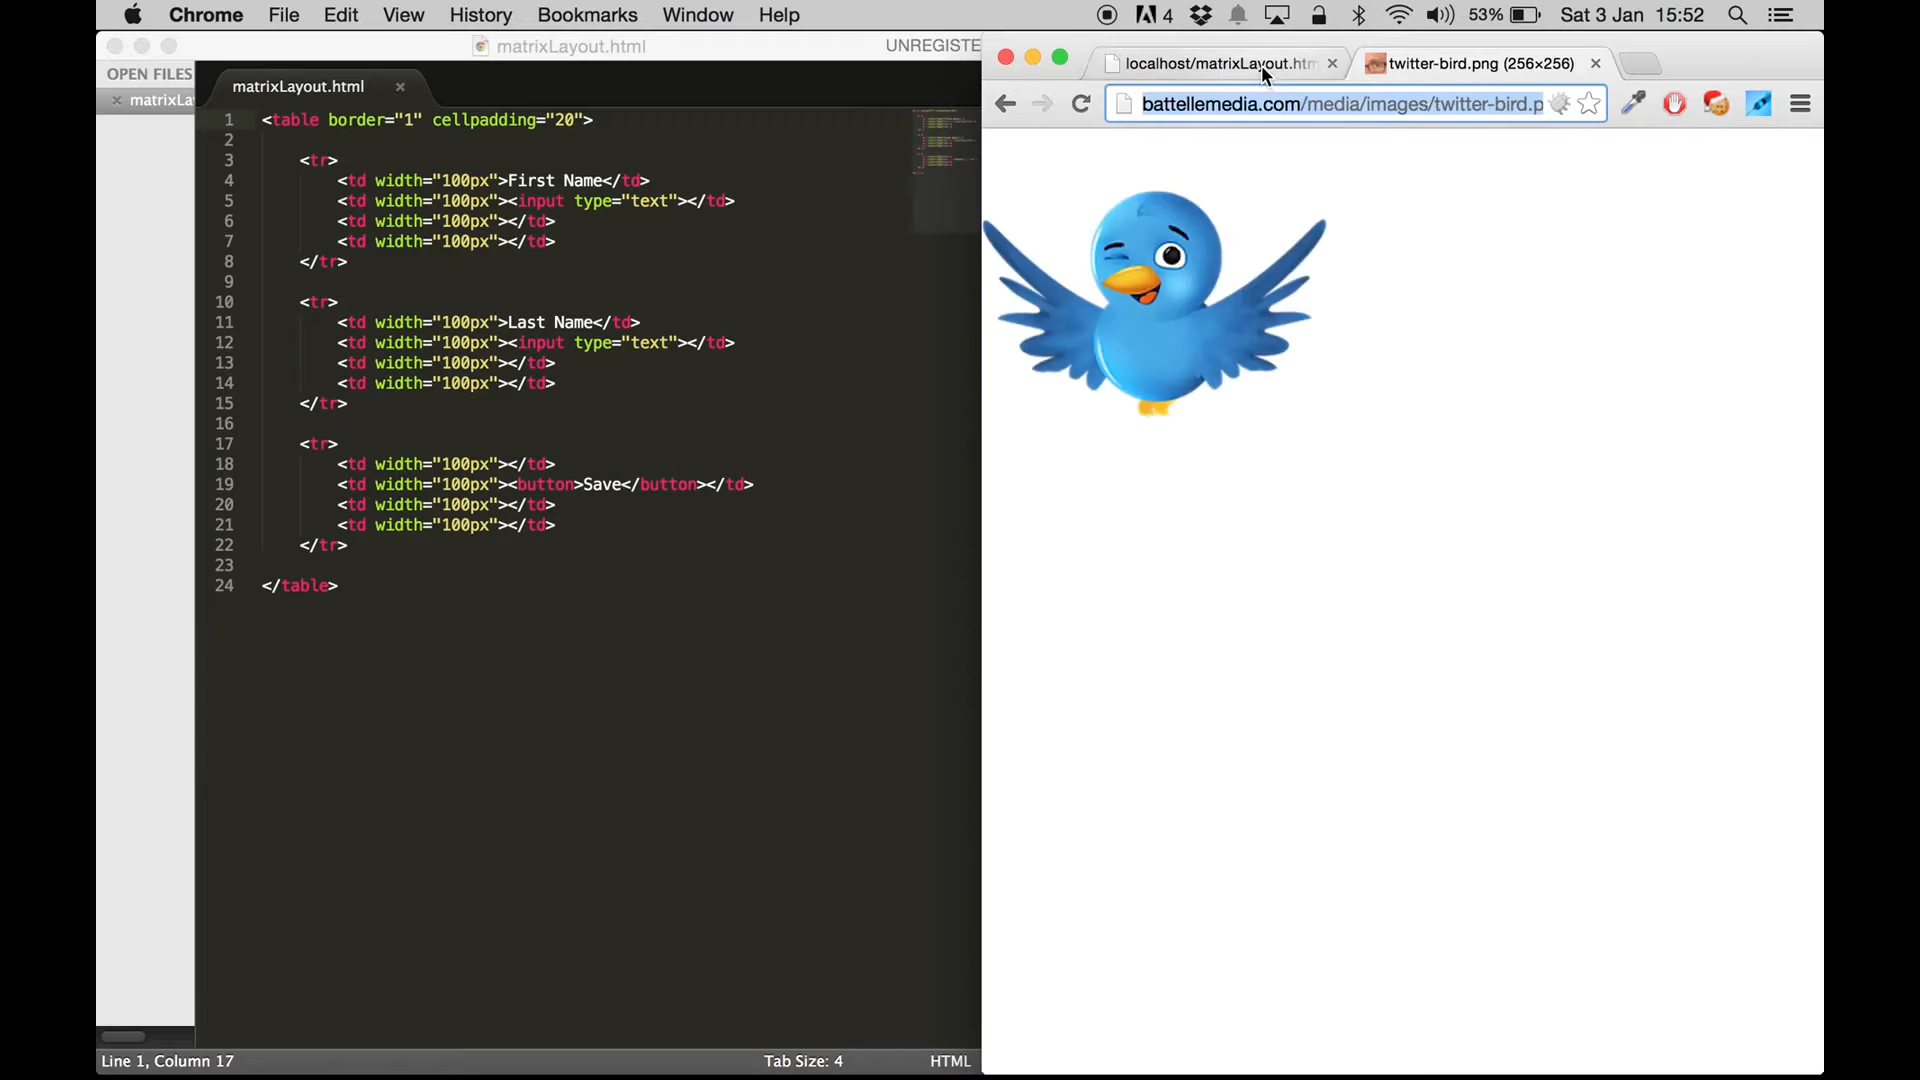 Chrome File Edit View History Bookmarks Window Help 4 53% Sat 3 Jan 15:52
matrixLayout.html UNREGISTE
OPEN FILES
matrixLa
matrixLayout.html
1 <table border="1" cellpadding="20">
2
3 <tr>
4 <td width="100px">First Name</td>
5 <td width="100px"><input type="text"></td>
6 <td width="100px"></td>
7 <td width="100px"></td>
8 </tr>
9
10 <tr>
11 <td width="100px">Last Name</td>
12 <td width="100px"><input type="text"></td>
13 <td width="100px"></td>
14 <td width="100px"></td>
15 </tr>
16
17 <tr>
18 <td width="100px"></td>
19 <td width="100px"><button>Save</button></td>
20 <td width="100px"></td>
21 <td width="100px"></td>
22 </tr>
23
24 </table>
Line 1, Column 17 Tab Size: 4 HTML
localhost/matrixLayout.htm twitter-bird.png (256×256)
battellemedia.com/media/images/twitter-bird.p